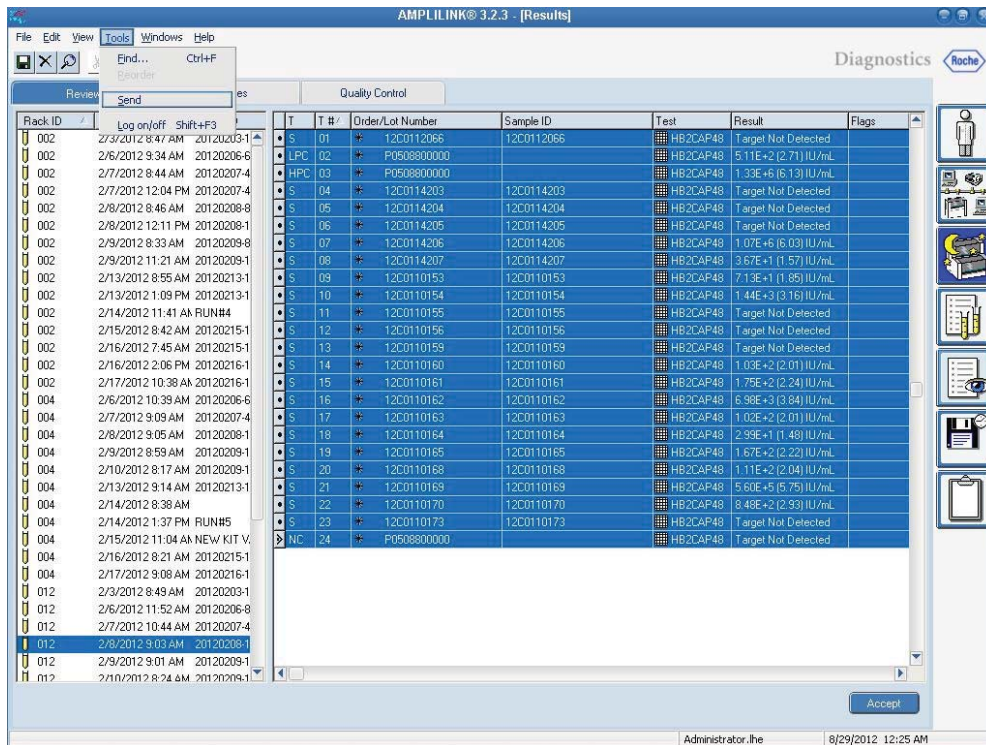 AMPLILINK® 3.2.3 - [Results]
File Edit View Tools Windows Help
Find... Ctrl+F
Reorder
Send
Log on/off Shift+F3
Diagnostics Roche
Review es Quality Control
Rack ID T T # Order/Lot Number Sample ID Test Result Flags
002 2/3/2012 8:47 AM 20120203-1 S 01 12C0112066 12C0112066 HB2CAP48 Target Not Detected
002 2/6/2012 9:34 AM 20120206-6 LPC 02 P0508800000 HB2CAP48 5.11E+2 (2.71) IU/mL
002 2/7/2012 8:44 AM 20120207-4 HPC 03 P0508800000 HB2CAP48 1.33E+6 (6.13) IU/mL
002 2/7/2012 12:04 PM 20120207-4 S 04 12C0114203 12C0114203 HB2CAP48 Target Not Detected
002 2/8/2012 8:46 AM 20120208-8 S 05 12C0114204 12C0114204 HB2CAP48 Target Not Detected
002 2/8/2012 12:11 PM 20120208-1 S 06 12C0114205 12C0114205 HB2CAP48 Target Not Detected
002 2/9/2012 8:33 AM 20120209-8 S 07 12C0114206 12C0114206 HB2CAP48 1.07E+6 (6.03) IU/mL
002 2/9/2012 11:21 AM 20120209-1 S 08 12C0114207 12C0114207 HB2CAP48 3.67E+1 (1.57) IU/mL
002 2/13/2012 8:55 AM 20120213-1 S 09 12C0110153 12C0110153 HB2CAP48 7.13E+1 (1.85) IU/mL
002 2/13/2012 1:09 PM 20120213-1 S 10 12C0110154 12C0110154 HB2CAP48 1.44E+3 (3.16) IU/mL
002 2/14/2012 11:41 AM RUN#4 S 11 12C0110155 12C0110155 HB2CAP48 Target Not Detected
002 2/15/2012 8:42 AM 20120215-1 S 12 12C0110156 12C0110156 HB2CAP48 Target Not Detected
002 2/16/2012 7:45 AM 20120215-1 S 13 12C0110159 12C0110159 HB2CAP48 Target Not Detected
002 2/16/2012 2:06 PM 20120216-1 S 14 12C0110160 12C0110160 HB2CAP48 1.03E+2 (2.01) IU/mL
002 2/17/2012 10:38 AM 20120216-1 S 15 12C0110161 12C0110161 HB2CAP48 1.75E+2 (2.24) IU/mL
004 2/6/2012 10:39 AM 20120206-6 S 16 12C0110162 12C0110162 HB2CAP48 6.98E+3 (3.84) IU/mL
004 2/7/2012 9:09 AM 20120207-4 S 17 12C0110163 12C0110163 HB2CAP48 1.02E+2 (2.01) IU/mL
004 2/8/2012 9:05 AM 20120208-1 S 18 12C0110164 12C0110164 HB2CAP48 2.99E+1 (1.48) IU/mL
004 2/9/2012 8:59 AM 20120209-1 S 19 12C0110165 12C0110165 HB2CAP48 1.67E+2 (2.22) IU/mL
004 2/10/2012 8:17 AM 20120209-1 S 20 12C0110168 12C0110168 HB2CAP48 1.11E+2 (2.04) IU/mL
004 2/13/2012 9:14 AM 20120213-1 S 21 12C0110169 12C0110169 HB2CAP48 5.60E+5 (5.75) IU/mL
004 2/14/2012 8:38 AM S 22 12C0110170 12C0110170 HB2CAP48 8.48E+2 (2.93) IU/mL
004 2/14/2012 1:37 PM RUN#5 S 23 12C0110173 12C0110173 HB2CAP48 Target Not Detected
004 2/15/2012 11:04 AM NEW KIT V. NC 24 P0508800000 HB2CAP48 Target Not Detected
004 2/16/2012 8:21 AM 20120215-1
004 2/17/2012 9:08 AM 20120216-1
012 2/3/2012 8:49 AM 20120203-1
012 2/6/2012 11:52 AM 20120206-8
012 2/7/2012 10:44 AM 20120207-4
012 2/8/2012 9:03 AM 20120208-1
012 2/9/2012 9:01 AM 20120209-1
012 2/10/2012 8:24 AM 20120209-1
Accept
Administrator.lhe 8/29/2012 12:25 AM